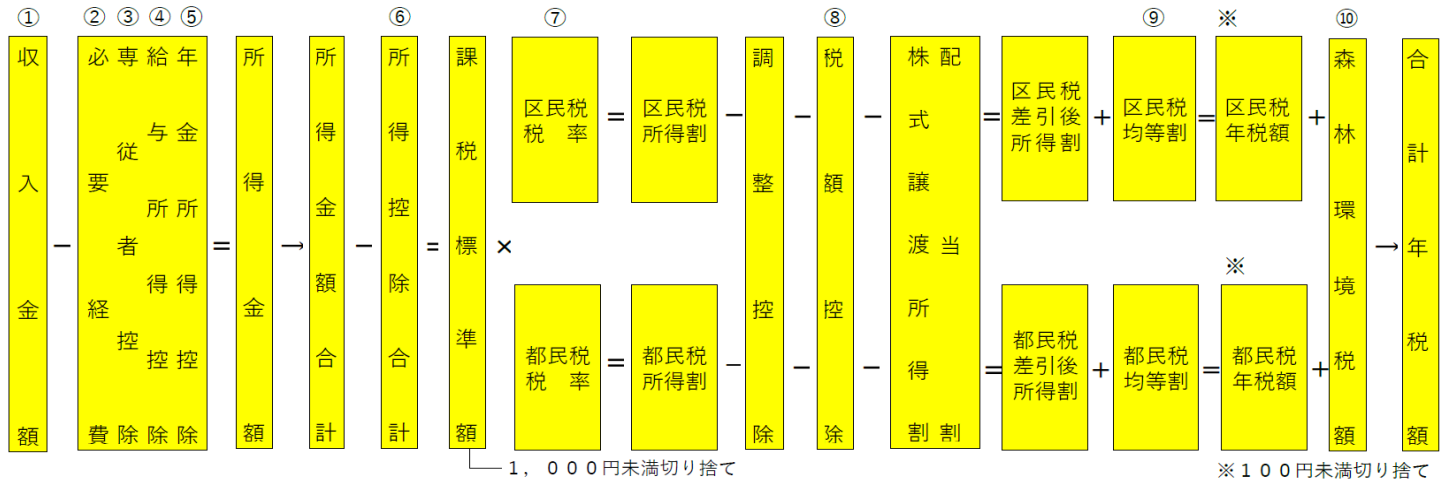 ① ② ③ ④ ⑤ ⑥ ⑦ ⑧ ⑨ ※ ⑩
収入金額
－
必要経費
専従者控除
給与所得控除
年金所得控除
＝
所得金額
→
所得金額合計
－
所得控除合計
＝
課税標準額
×
区民税
税　率
＝
区民税
所得割
－
都民税
税　率
＝
都民税
所得割
－
調整控除
－
－
税額控除
－
－
配当割
株式譲渡所得割
＝
区民税
差引後
所得割
＋
区民税
均等割
＝
区民税
年税額
＋
＝
都民税
差引後
所得割
＋
都民税
均等割
＝
※
都民税
年税額
＋
森林環境税額
→
合計年税額
１，０００円未満切り捨て
※１００円未満切り捨て